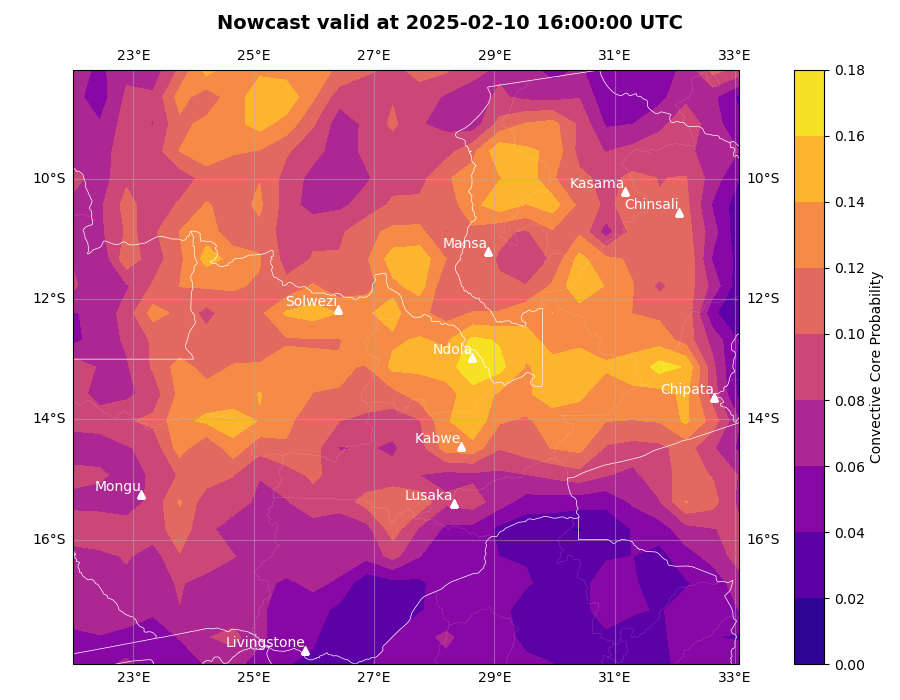 Nowcast valid at 2025-02-10 16:00:00 UTC
23°E 25°E 27°E 29°E 31°E 33°E
0.18
0.16
0.14
0.12
0.10
0.08
0.06
0.04
0.02
0.00
Convective Core Probability
10°S 10°S
12°S 12°S
14°S 14°S
16°S 16°S
Kasama
Chinsali
Mansa
Solwezi
Ndola
Chipata
Kabwe
Mongu
Lusaka
Livingstone
23°E 25°E 27°E 29°E 31°E 33°E